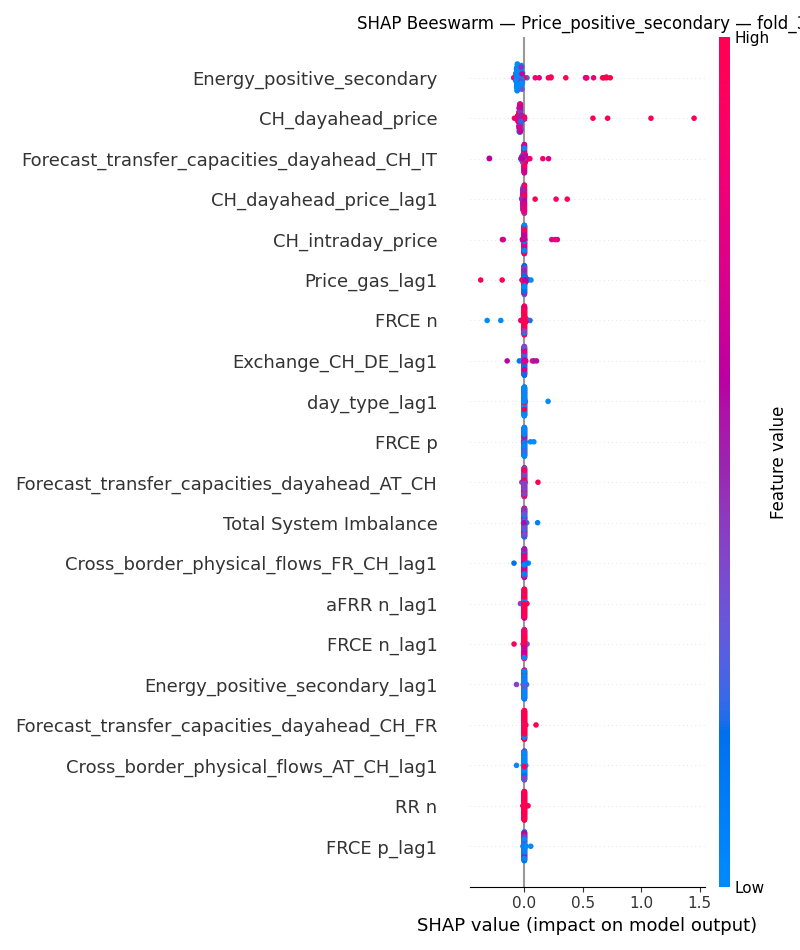 SHAP Beeswarm — Price_positive_secondary — fold_3
High
Energy_positive_secondary
CH_dayahead_price
Forecast_transfer_capacities_dayahead_CH_IT
CH_dayahead_price_lag1
CH_intraday_price
Price_gas_lag1
FRCE n
Exchange_CH_DE_lag1
day_type_lag1
FRCE p
Forecast_transfer_capacities_dayahead_AT_CH
Total System Imbalance
Cross_border_physical_flows_FR_CH_lag1
aFRR n_lag1
FRCE n_lag1
Energy_positive_secondary_lag1
Forecast_transfer_capacities_dayahead_CH_FR
Cross_border_physical_flows_AT_CH_lag1
RR n
FRCE p_lag1
Feature value
Low
0.0 0.5 1.0 1.5
SHAP value (impact on model output)